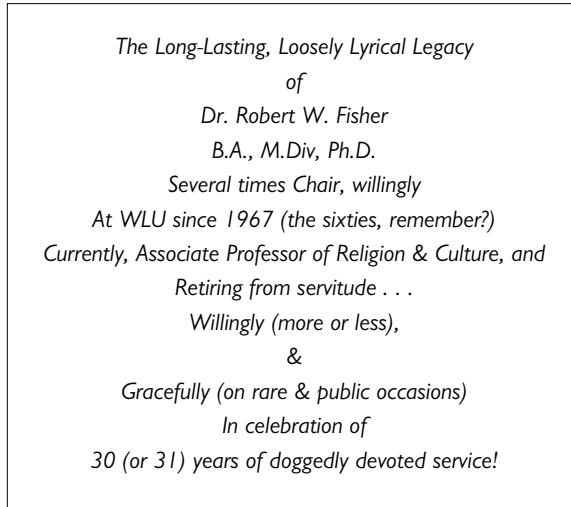 The Long-Lasting, Loosely Lyrical Legacy
of
Dr. Robert W. Fisher
B.A., M.Div, Ph.D.
Several times Chair, willingly
At WLU since 1967 (the sixties, remember?)
Currently, Associate Professor of Religion & Culture, and
Retiring from servitude . . .
Willingly (more or less),
&
Gracefully (on rare & public occasions)
In celebration of
30 (or 31) years of doggedly devoted service!